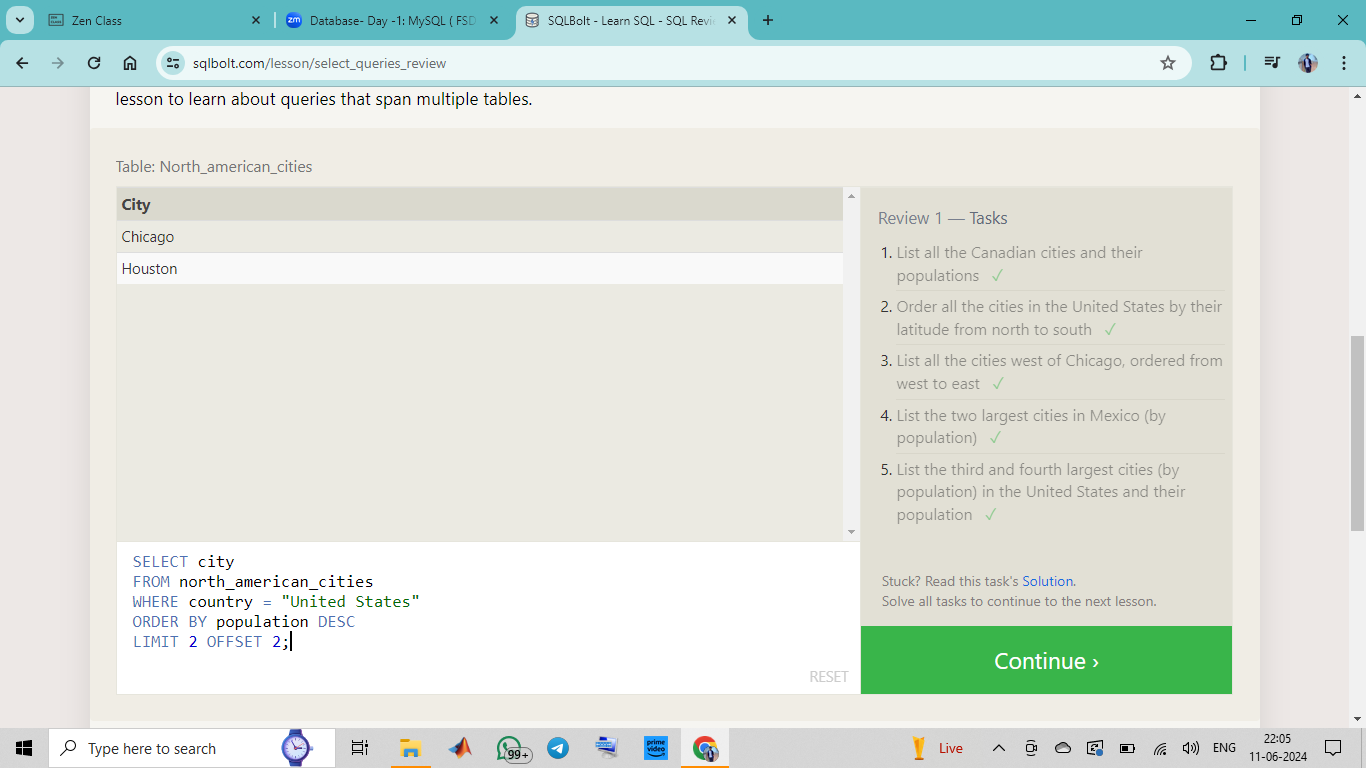 Zen Class
zm Database- Day -1: MySQL ( FSD
SQLBolt - Learn SQL - SQL Revi
sqlbolt.com/lesson/select_queries_review
lesson to learn about queries that span multiple tables.
Table: North_american_cities
City
Chicago
Houston
Review 1 — Tasks
1. List all the Canadian cities and their
populations ✓
2. Order all the cities in the United States by their
latitude from north to south ✓
3. List all the cities west of Chicago, ordered from
west to east ✓
4. List the two largest cities in Mexico (by
population) ✓
5. List the third and fourth largest cities (by
population) in the United States and their
population ✓
SELECT city
FROM north_american_cities
WHERE country = "United States"
ORDER BY population DESC
LIMIT 2 OFFSET 2;
RESET
Stuck? Read this task's Solution.
Solve all tasks to continue to the next lesson.
Continue ›
Type here to search
99+
prime
video
Live
ENG
22:05
11-06-2024